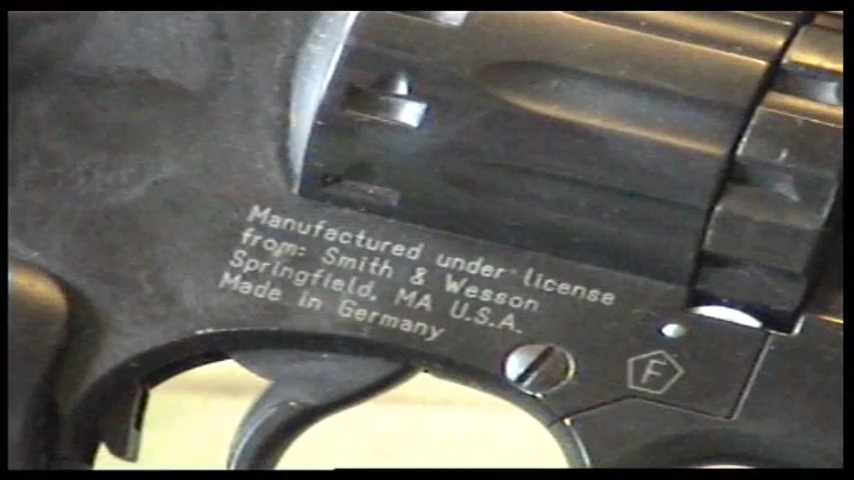 Manufactured under license
from: Smith & Wesson
Springfield, MA U.S.A.
Made in Germany
F